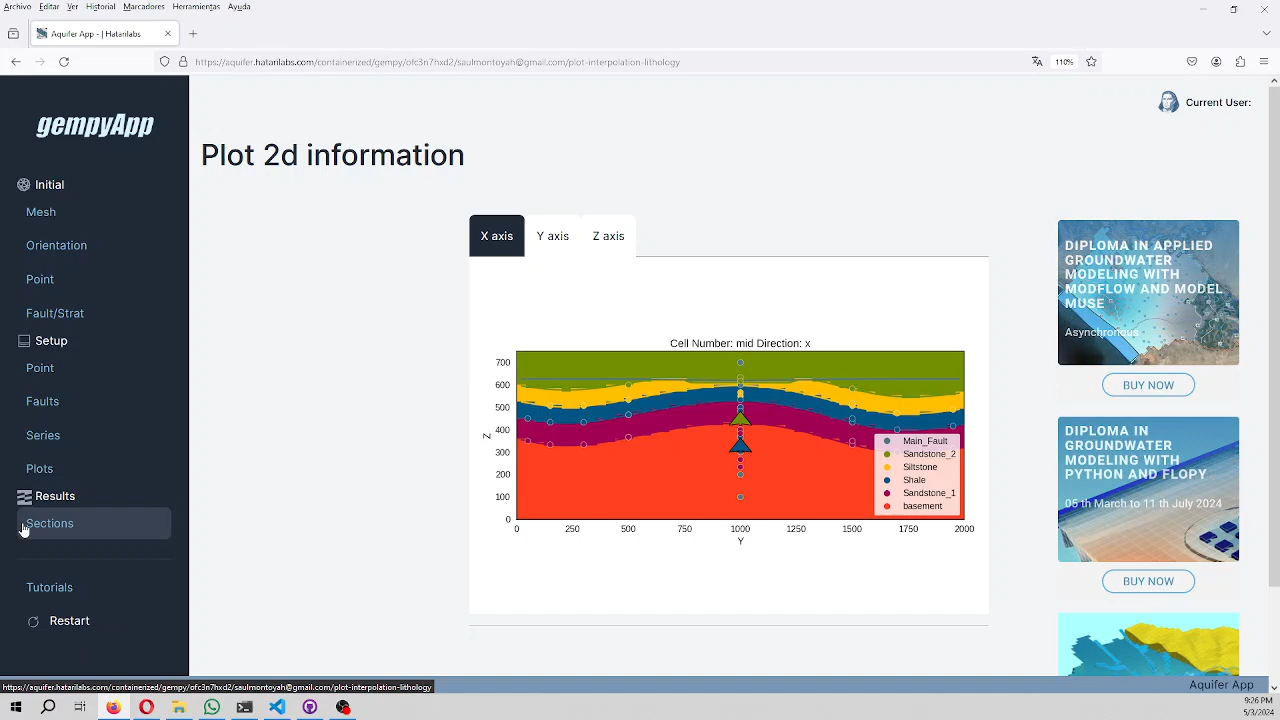 Archivo Editar Ver Historial Marcadores Herramientas Ayuda
Aquifer App - | Hatarilabs
https://aquifer.hatarilabs.com/containerized/gempy/ofc3n7hxd2/saulmontoyah@gmail.com/plot-interpolation-lithology
110%
gempyApp
Current User:
Plot 2d information
Initial
Mesh
Orientation
Point
Fault/Strat
Setup
Point
Faults
Series
Plots
Results
Sections
Tutorials
Restart
X axis
Y axis
Z axis
Cell Number: mid Direction: x
700
600
500
400
300
200
100
0
Z
0 250 500 750 1000 1250 1500 1750 2000
Y
Main_Fault
Sandstone_2
Siltstone
Shale
Sandstone_1
basement
DIPLOMA IN APPLIED
GROUNDWATER
MODELING WITH
MODFLOW AND MODEL
MUSE
Asynchronous
BUY NOW
DIPLOMA IN
GROUNDWATER
MODELING WITH
PYTHON AND FLOPY
05 th March to 11 th July 2024
BUY NOW
https://aquifer.hatarilabs.com/containerized/gempy/ofc3n7hxd2/saulmontoyah@gmail.com/plot-interpolation-lithology
Aquifer App
9:26 PM
5/3/2024